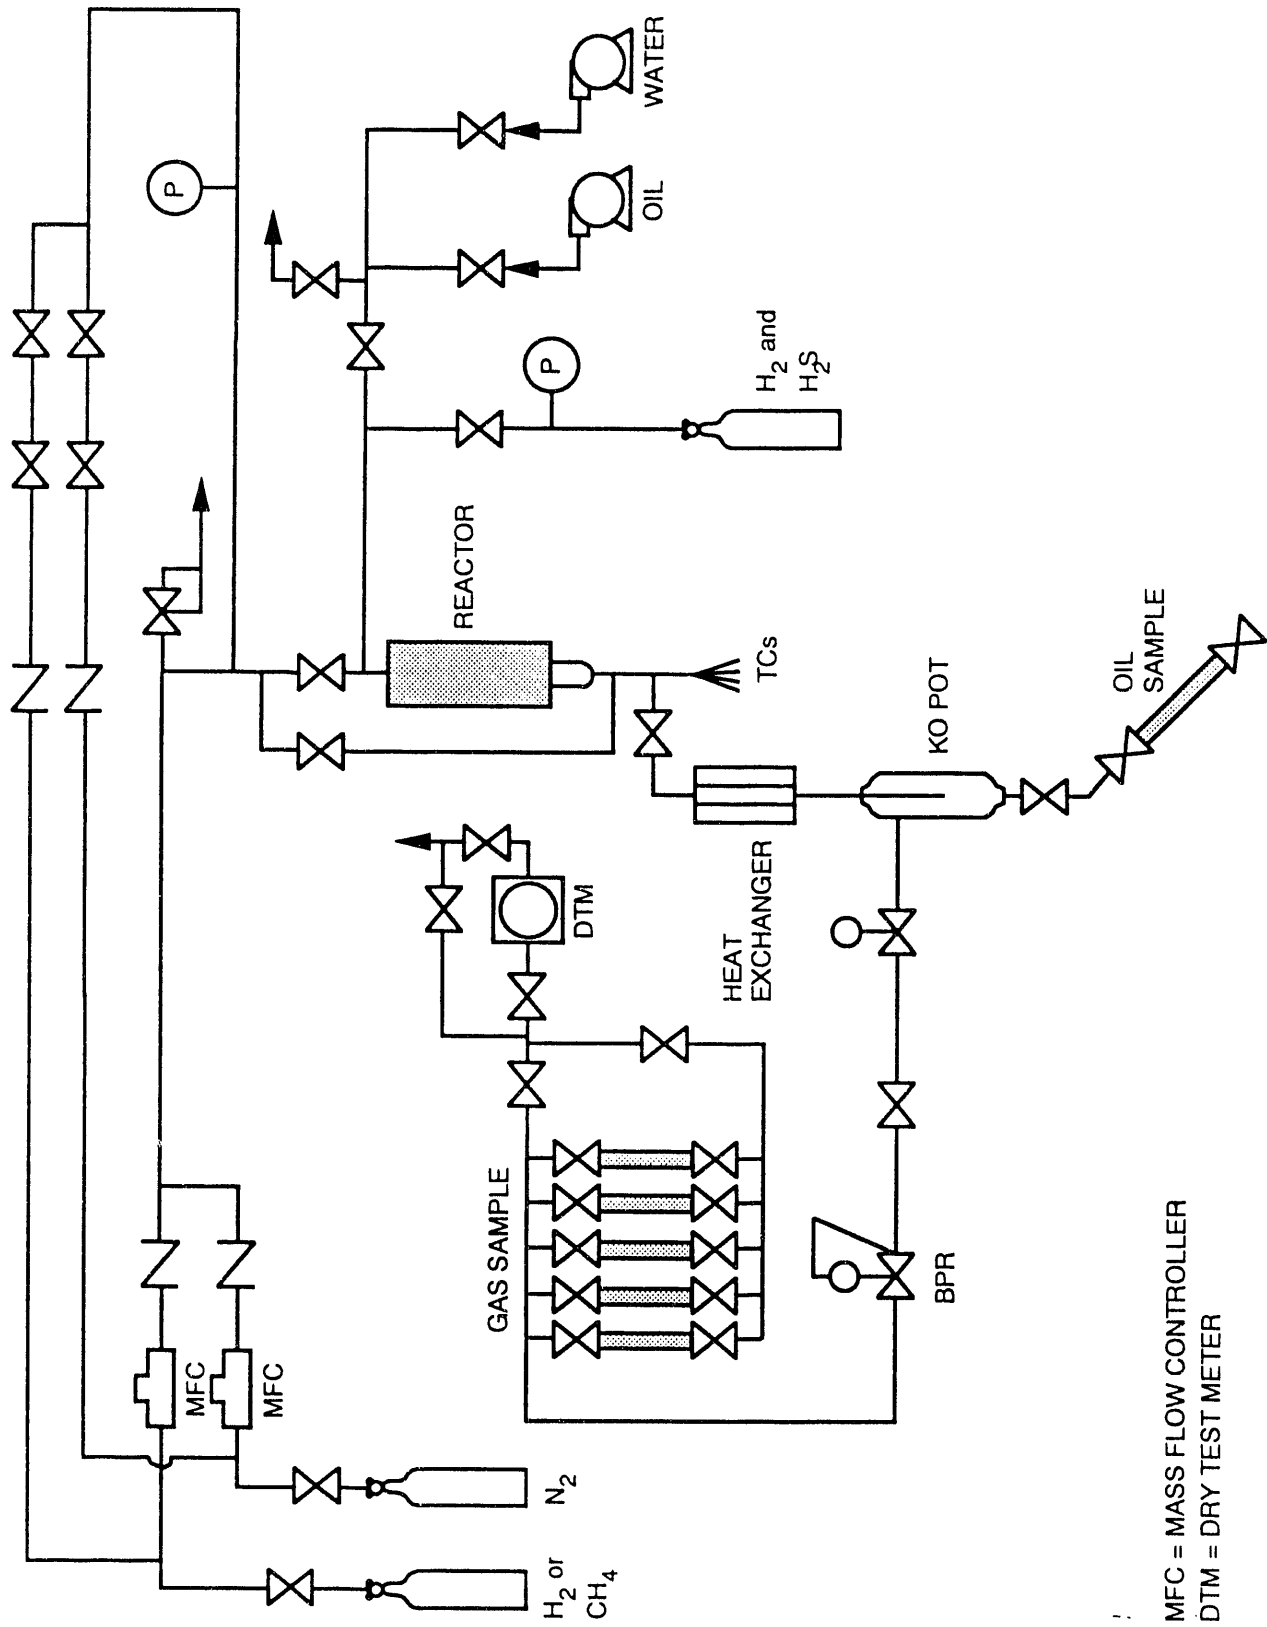 H2 or
CH4
N2
MFC
MFC
GAS SAMPLE
DTM
BPR
HEAT
EXCHANGER
KO POT
OIL
SAMPLE
TCs
REACTOR
P
P
H2 and
H2S
OIL
WATER
MFC = MASS FLOW CONTROLLER
DTM = DRY TEST METER